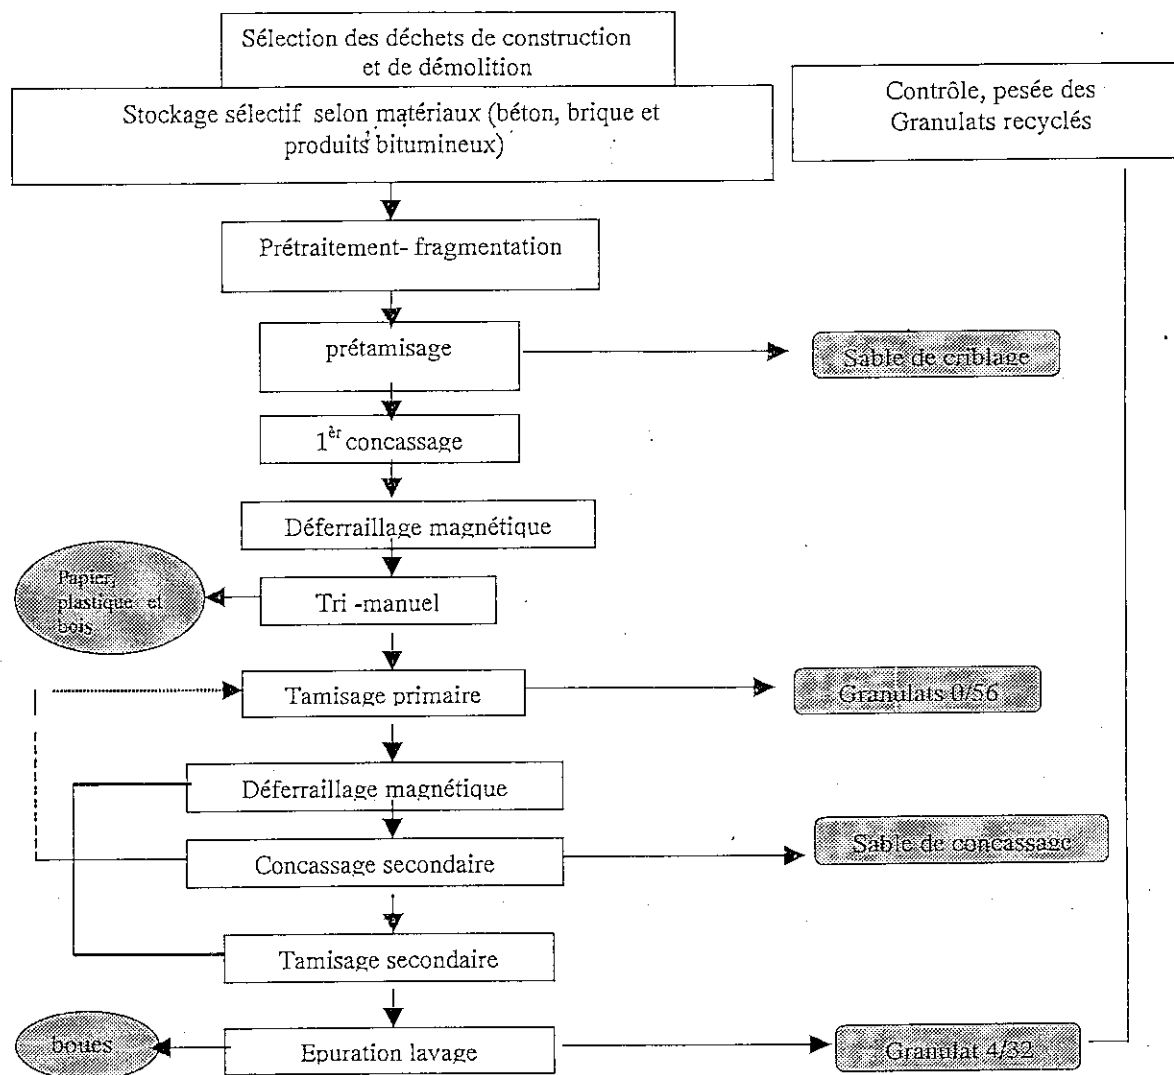 Sélection des déchets de construction
et de démolition
Stockage sélectif selon matériaux (béton, brique et
produits bitumineux)
Contrôle, pesée des
Granulats recyclés
Prétraitement- fragmentation
prétamisage
Sable de criblage
1èr concassage
Déferraillage magnétique
Papier,
plastique et
bois
Tri -manuel
Tamisage primaire
Granulats 0/56
Déferraillage magnétique
Concassage secondaire
Sable de concassage
Tamisage secondaire
boues
Epuration lavage
Granulat 4/32